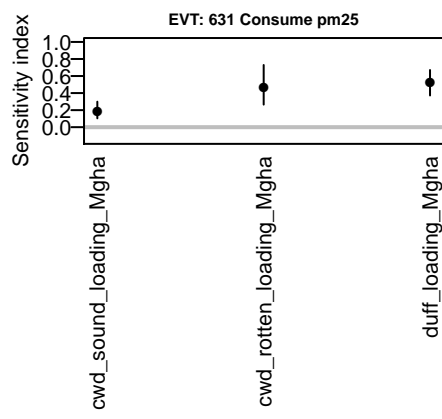 EVT: 631 Consume pm25
Sensitivity index
1.0
0.8
0.6
0.4
0.2
0.0
cwd_sound_loading_Mgha
cwd_rotten_loading_Mgha
duff_loading_Mgha